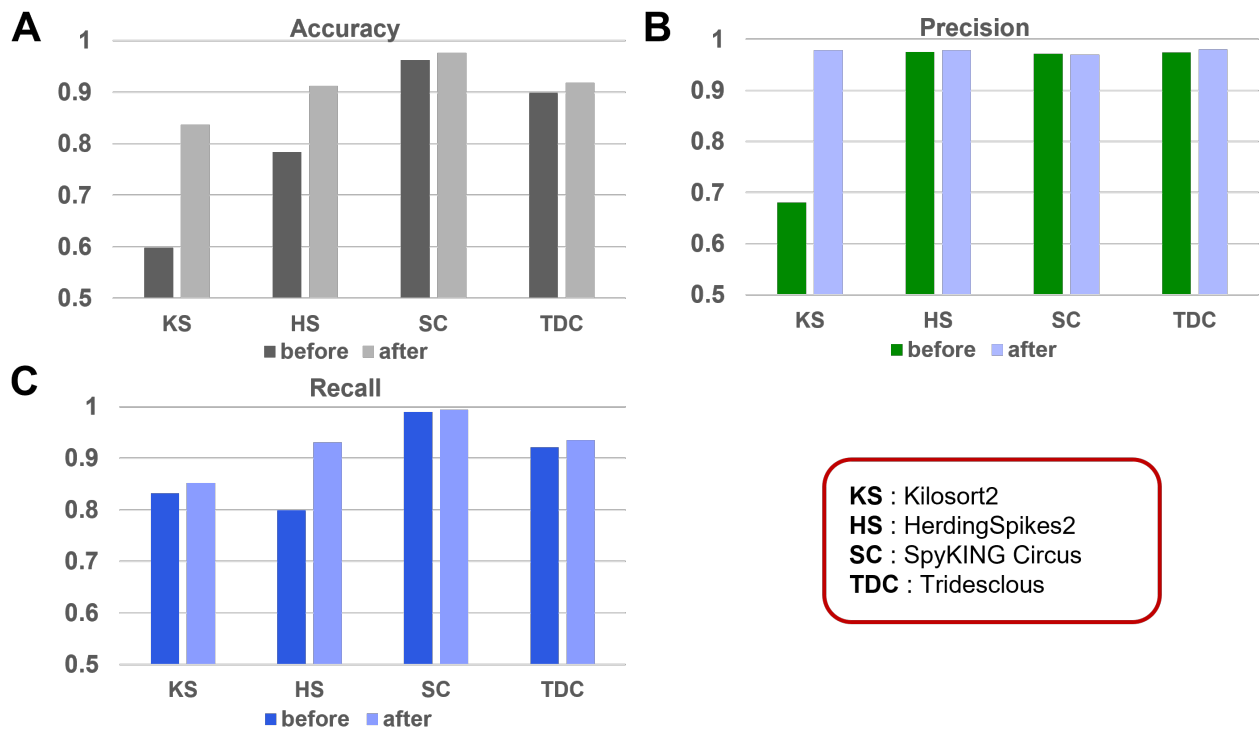 A
Accuracy
1
0.9
0.8
0.7
0.6
0.5
KS HS SC TDC
before after
B
Precision
1
0.9
0.8
0.7
0.6
0.5
KS HS SC TDC
before after
C
Recall
1
0.9
0.8
0.7
0.6
0.5
KS HS SC TDC
before after
KS : Kilosort2
HS : HerdingSpikes2
SC : SpyKING Circus
TDC : Tridesclous